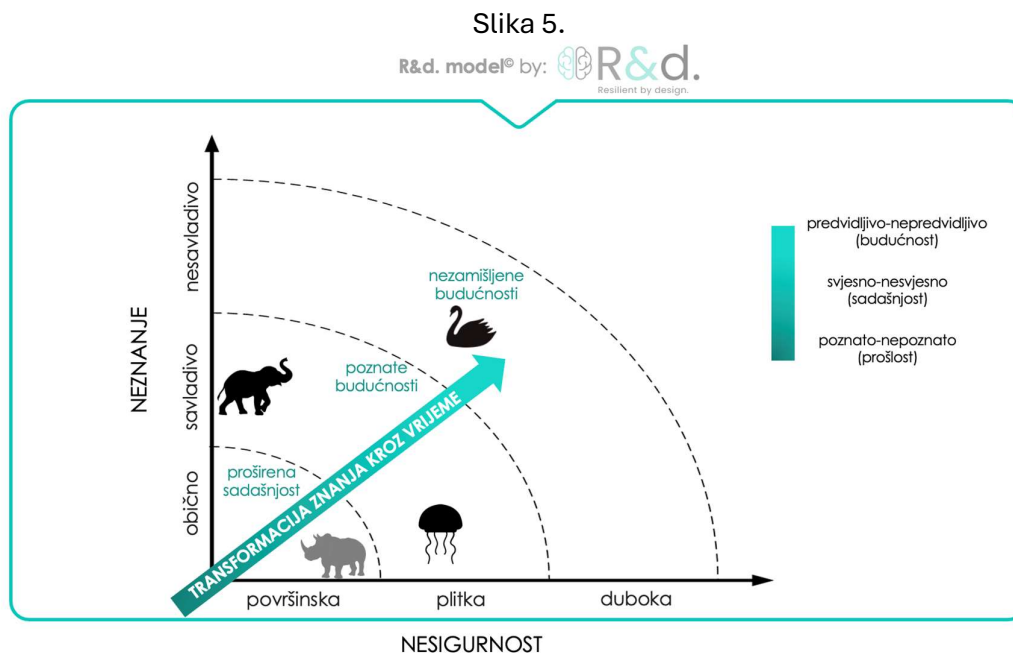 Slika 5.
R&d. model© by: R&d.
Resilient by design.
NEZNANJE
nesavladivo
savladivo
obično
nezamišljene
budućnosti
poznate
budućnosti
proširena
sadašnjost
TRANSFORMACIJA ZNANJA KROZ VRIJEME
predvidljivo-nepredvidljivo
(budućnost)
svjesno-nesvjesno
(sadašnjost)
poznato-nepoznato
(prošlost)
površinska
plitka
duboka
NESIGURNOST